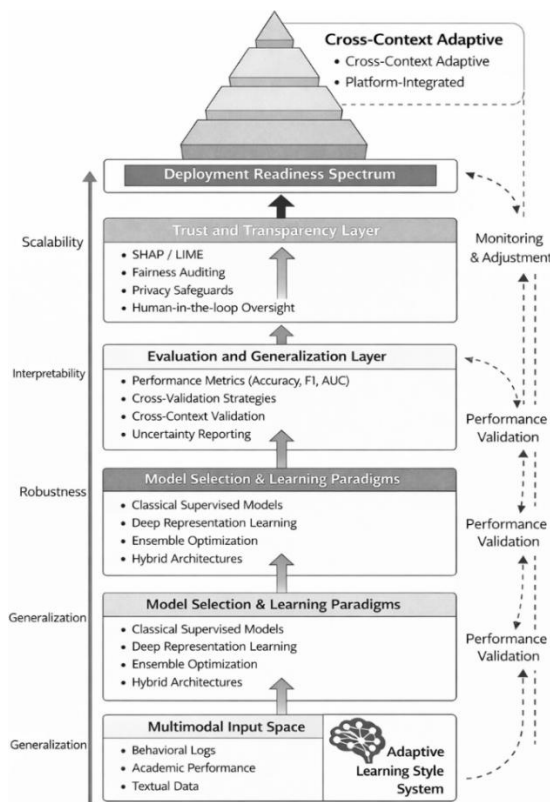 Cross-Context Adaptive
• Cross-Context Adaptive
• Platform-Integrated
Deployment Readiness Spectrum
Scalability
Trust and Transparency Layer
• SHAP / LIME
• Fairness Auditing
• Privacy Safeguards
• Human-in-the-loop Oversight
Monitoring
& Adjustment
Interpretability
Evaluation and Generalization Layer
• Performance Metrics (Accuracy, F1, AUC)
• Cross-Validation Strategies
• Cross-Context Validation
• Uncertainty Reporting
Performance
Validation
Robustness
Model Selection & Learning Paradigms
• Classical Supervised Models
• Deep Representation Learning
• Ensemble Optimization
• Hybrid Architectures
Performance
Validation
Generalization
Model Selection & Learning Paradigms
• Classical Supervised Models
• Deep Representation Learning
• Ensemble Optimization
• Hybrid Architectures
Performance
Validation
Generalization
Multimodal Input Space
• Behavioral Logs
• Academic Performance
• Textual Data
Adaptive
Learning Style
System